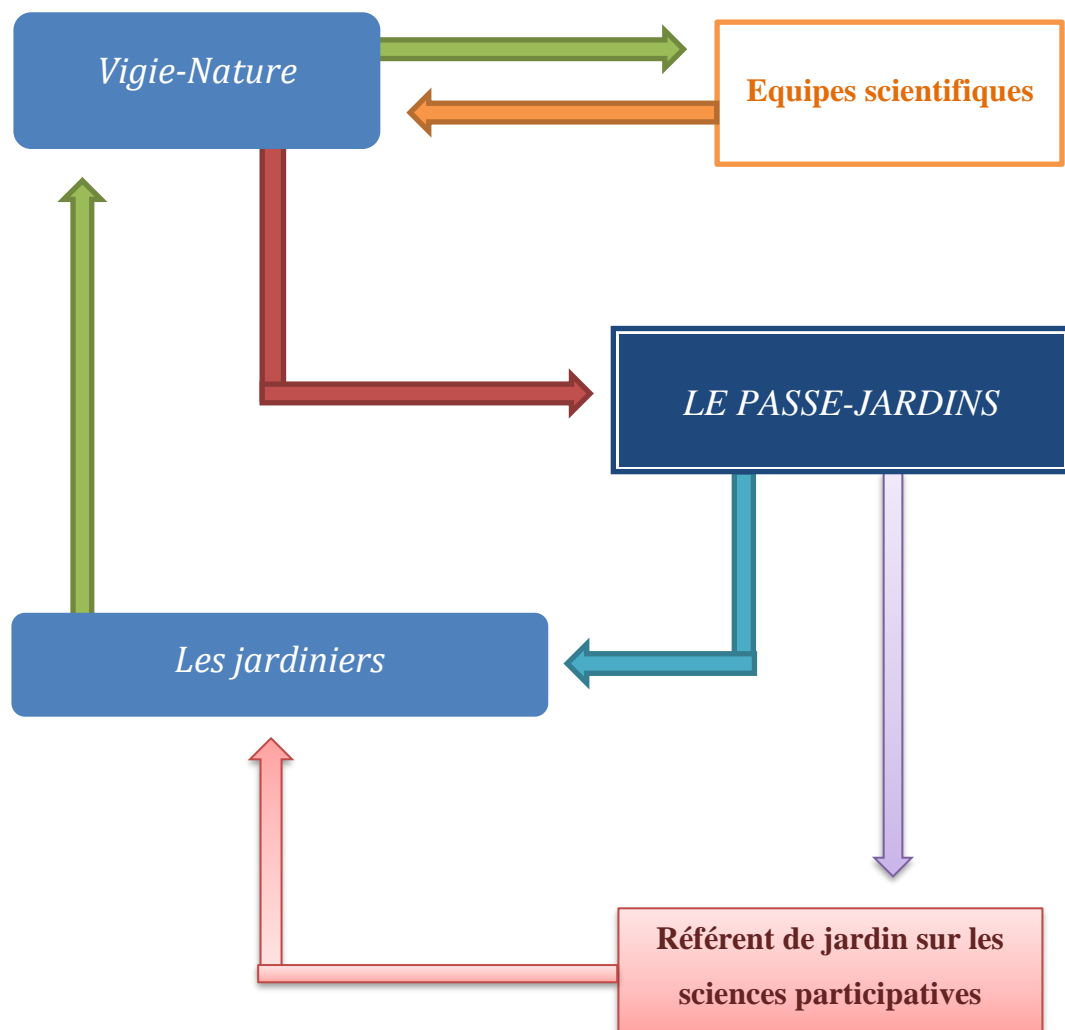 Vigie-Nature
Equipes scientifiques
LE PASSE-JARDINS
Les jardiniers
Référent de jardin sur les
sciences participatives